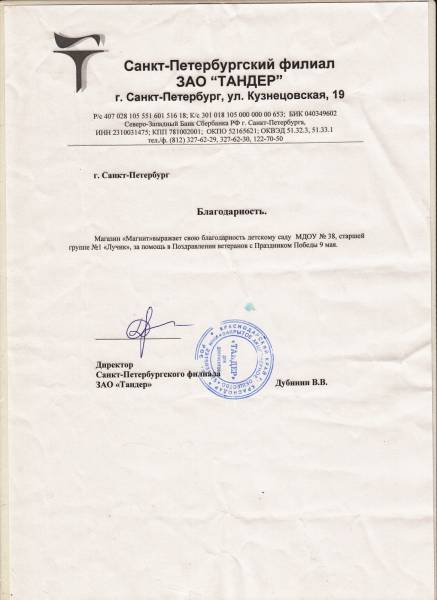 Санкт-Петербургский филиал
ЗАО “ТАНДЕР”
г. Санкт-Петербург, ул. Кузнецовская, 19
Р/с 407 028 105 551 601 516 18; К/с 301 018 105 000 000 00 653; БИК 040349602
Северо-Западный Банк Сбербанка РФ г. Санкт-Петербурга,
ИНН 2310031475; КПП 781002001; ОКПО 52165621; ОКВЭД 51.32.3, 51.33.1
тел./ф. (812) 327-62-29, 327-62-30, 122-70-50
г. Санкт-Петербург
Благодарность.
Магазин «Магнит»выражает свою благодарность детскому саду МДОУ № 38, старшей
группе №1 «Лучик», за помощь в Поздравлении ветеранов с Праздником Победы 9 мая.
КРАСНОДАРСКИЙ КРАЙ г. КРАСНОДАР
"ТАНДЕР"
Директор
Санкт-Петербургского филиала
ЗАО «Тандер» Дубинин В.В.